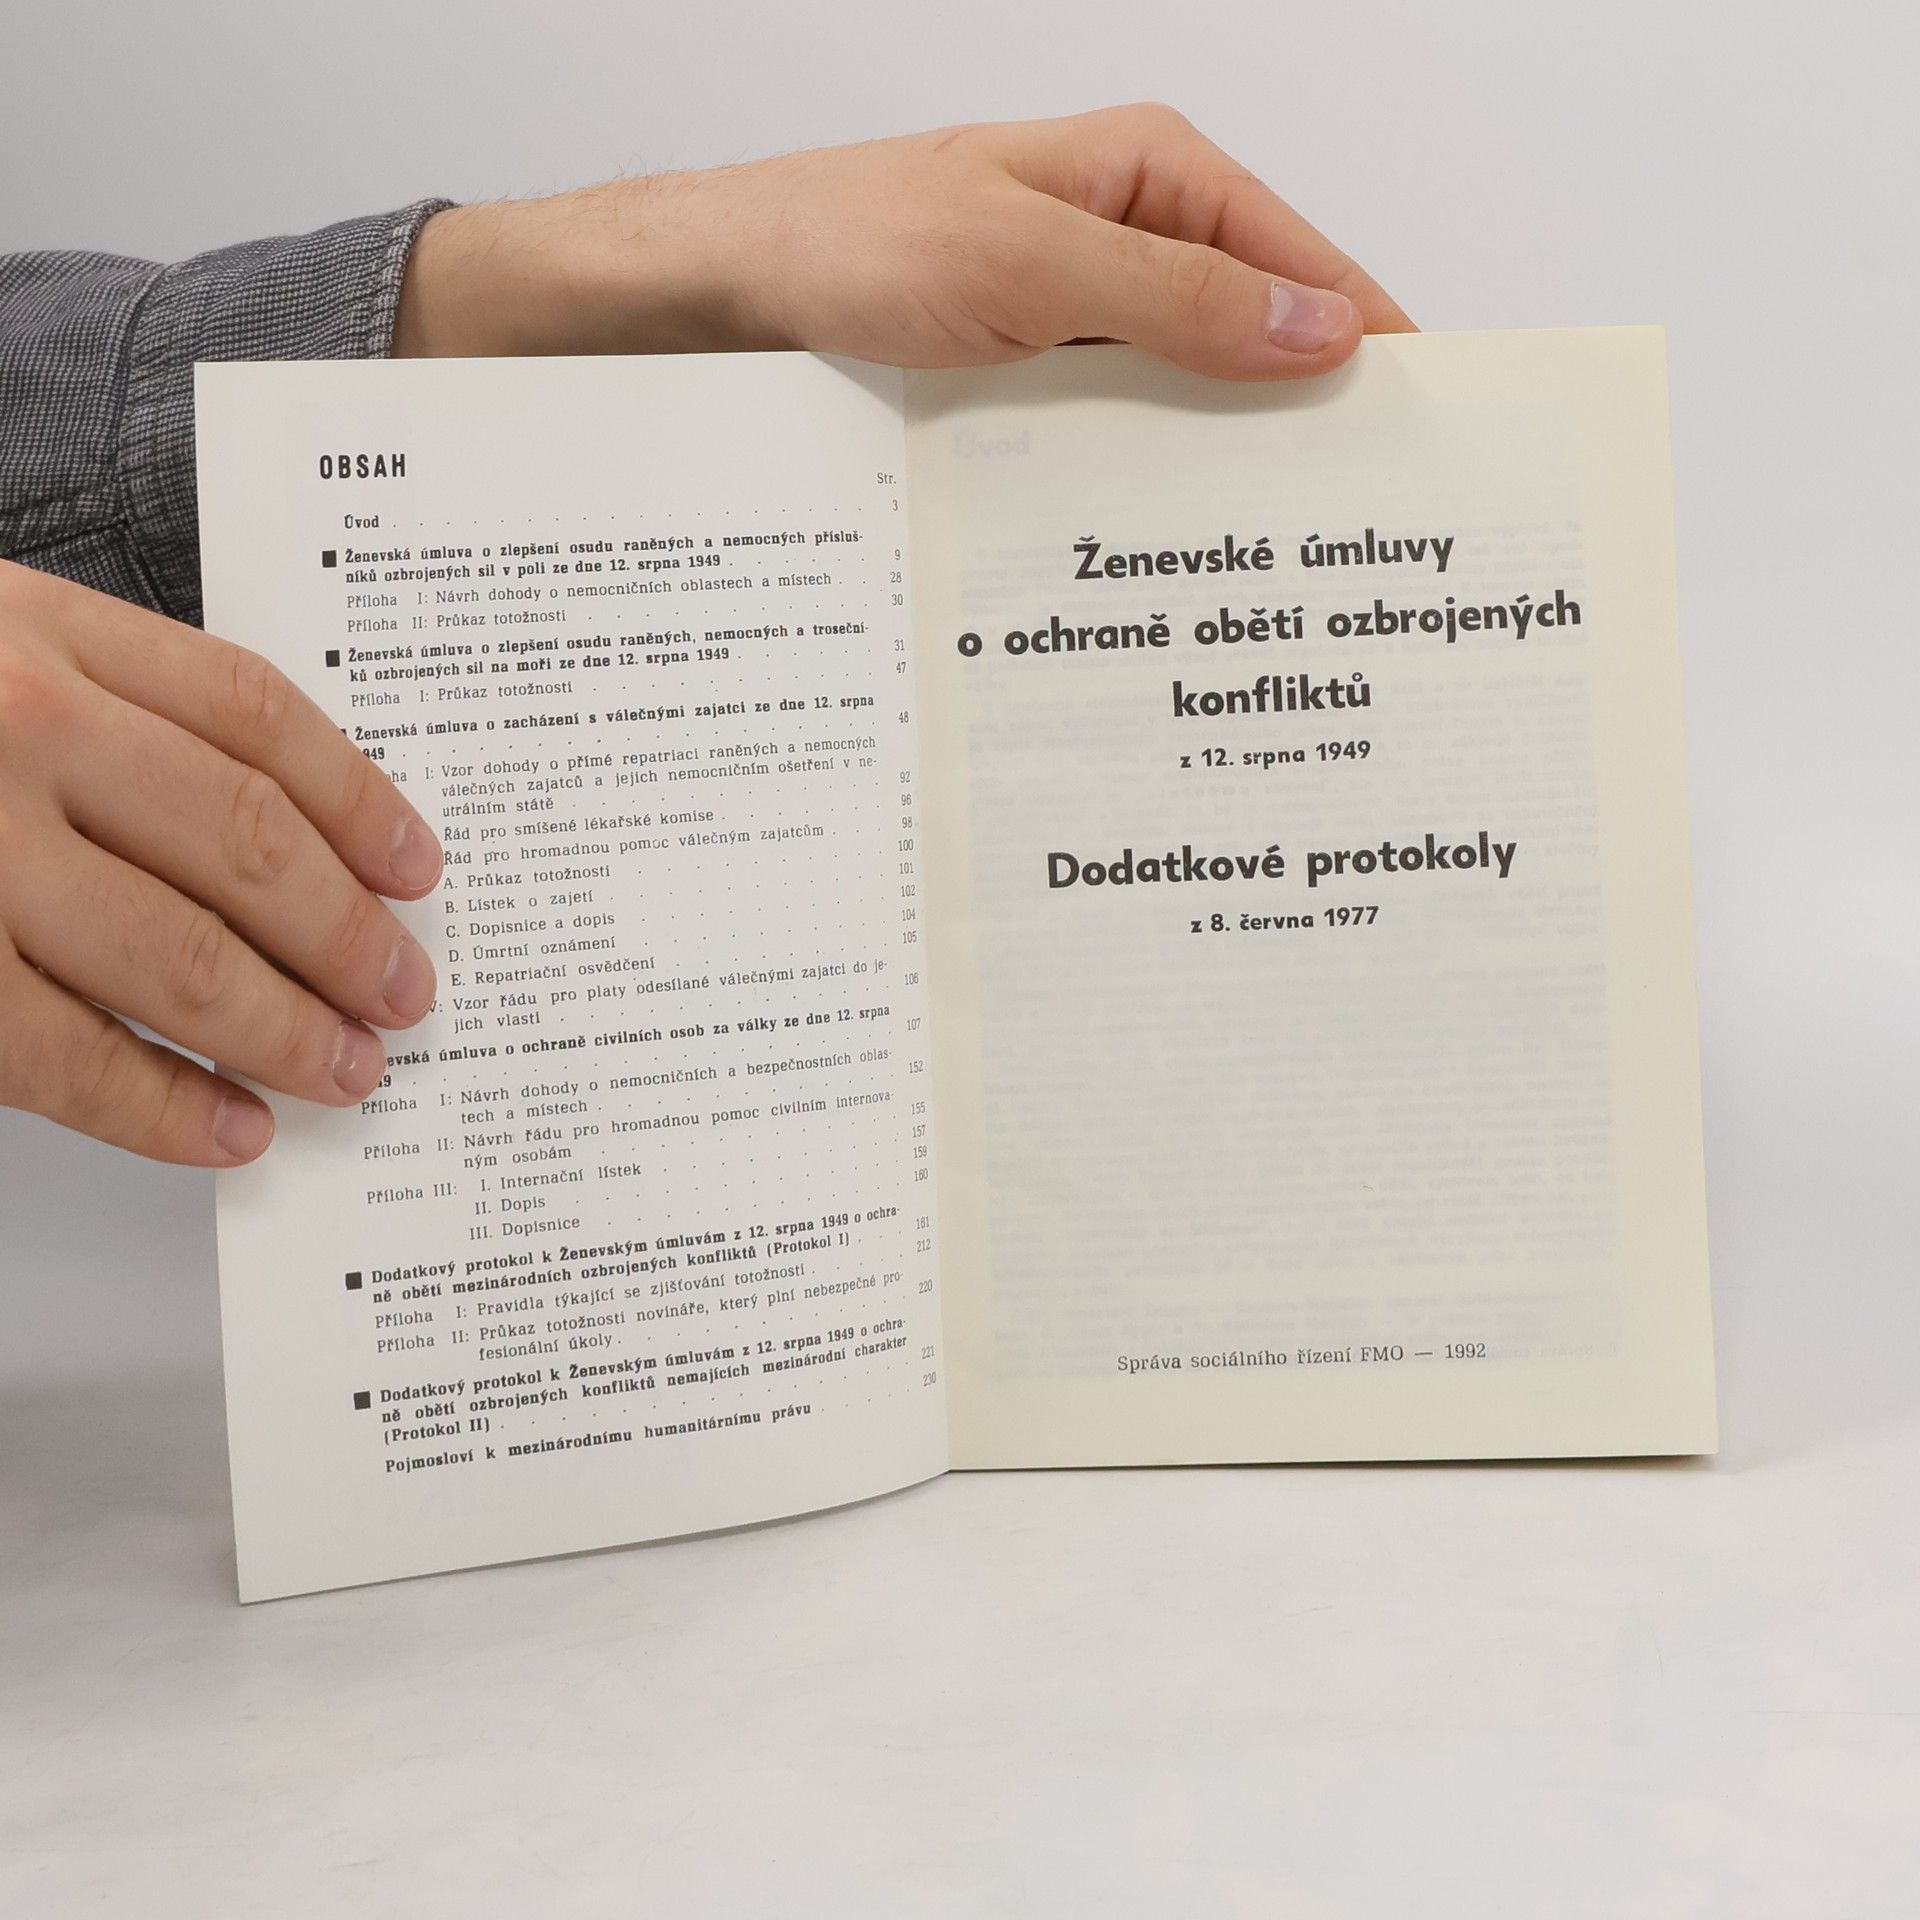 OBSAH
Str.
Úvod . . . . . . . . . . . . . . . . . . 3
■ Ženevská úmluva o zlepšení osudu raněných a nemocných přísluš-
níků ozbrojených sil v poli ze dne 12. srpna 1949 . . . . . . 9
Příloha I: Návrh dohody o nemocničních oblastech a místech . . 28
Příloha II: Průkaz totožnosti . . . . . . . . . . . 30
■ Ženevská úmluva o zlepšení osudu raněných, nemocných a trosečni-
ků ozbrojených sil na moři ze dne 12. srpna 1949 . . . . . . 31
Příloha I: Průkaz totožnosti . . . . . . . . . . . 47
Ženevská úmluva o zacházení s válečnými zajatci ze dne 12. srpna
949 . . . . . . . . . . . . . . . . . . 48
ha I: Vzor dohody o přímé repatriaci raněných a nemocných
válečných zajatců a jejich nemocničním ošetření v ne-
utrálním státě . . . . . . . . . . . . 92
Řád pro smíšené lékařské komise . . . . . . . 96
Řád pro hromadnou pomoc válečným zajatcům . . . 98
A. Průkaz totožnosti . . . . . . . . . . 100
B. Lístek o zajetí . . . . . . . . . . . 101
C. Dopisnice a dopis . . . . . . . . . . 102
D. Úmrtní oznámení . . . . . . . . . . 104
E. Repatriační osvědčení . . . . . . . . . 105
V: Vzor řádu pro platy odesílané válečnými zajatci do je-
jich vlasti . . . . . . . . . . . . . 106
evská úmluva o ochraně civilních osob za války ze dne 12. srpna
49 . . . . . . . . . . . . . . . . . . 107
Příloha I: Návrh dohody o nemocničních a bezpečnostních oblas-
tech a místech . . . . . . . . . . . . 152
Příloha II: Návrh řádu pro hromadnou pomoc civilním internova-
ným osobám . . . . . . . . . . . . 155
Příloha III: I. Internační lístek . . . . . . . . . 157
II. Dopis . . . . . . . . . . . . . 159
III. Dopisnice . . . . . . . . . . . . 160
■ Dodatkový protokol k Ženevským úmluvám z 12. srpna 1949 o ochra-
ně obětí mezinárodních ozbrojených konfliktů (Protokol I) . . . 161
Příloha I: Pravidla týkající se zjišťování totožnosti . . . . . 212
Příloha II: Průkaz totožnosti novináře, který plní nebezpečné pro-
fesionální úkoly . . . . . . . . . . . . 220
■ Dodatkový protokol k Ženevským úmluvám z 12. srpna 1949 o ochra-
ně obětí ozbrojených konfliktů nemajících mezinárodní charakter
(Protokol II) . . . . . . . . . . . . . . . 221
Pojmosloví k mezinárodnímu humanitárnímu právu . . . . . 230
Ženevské úmluvy
o ochraně obětí ozbrojených
konfliktů
z 12. srpna 1949
Dodatkové protokoly
z 8. června 1977
Správa sociálního řízení FMO — 1992